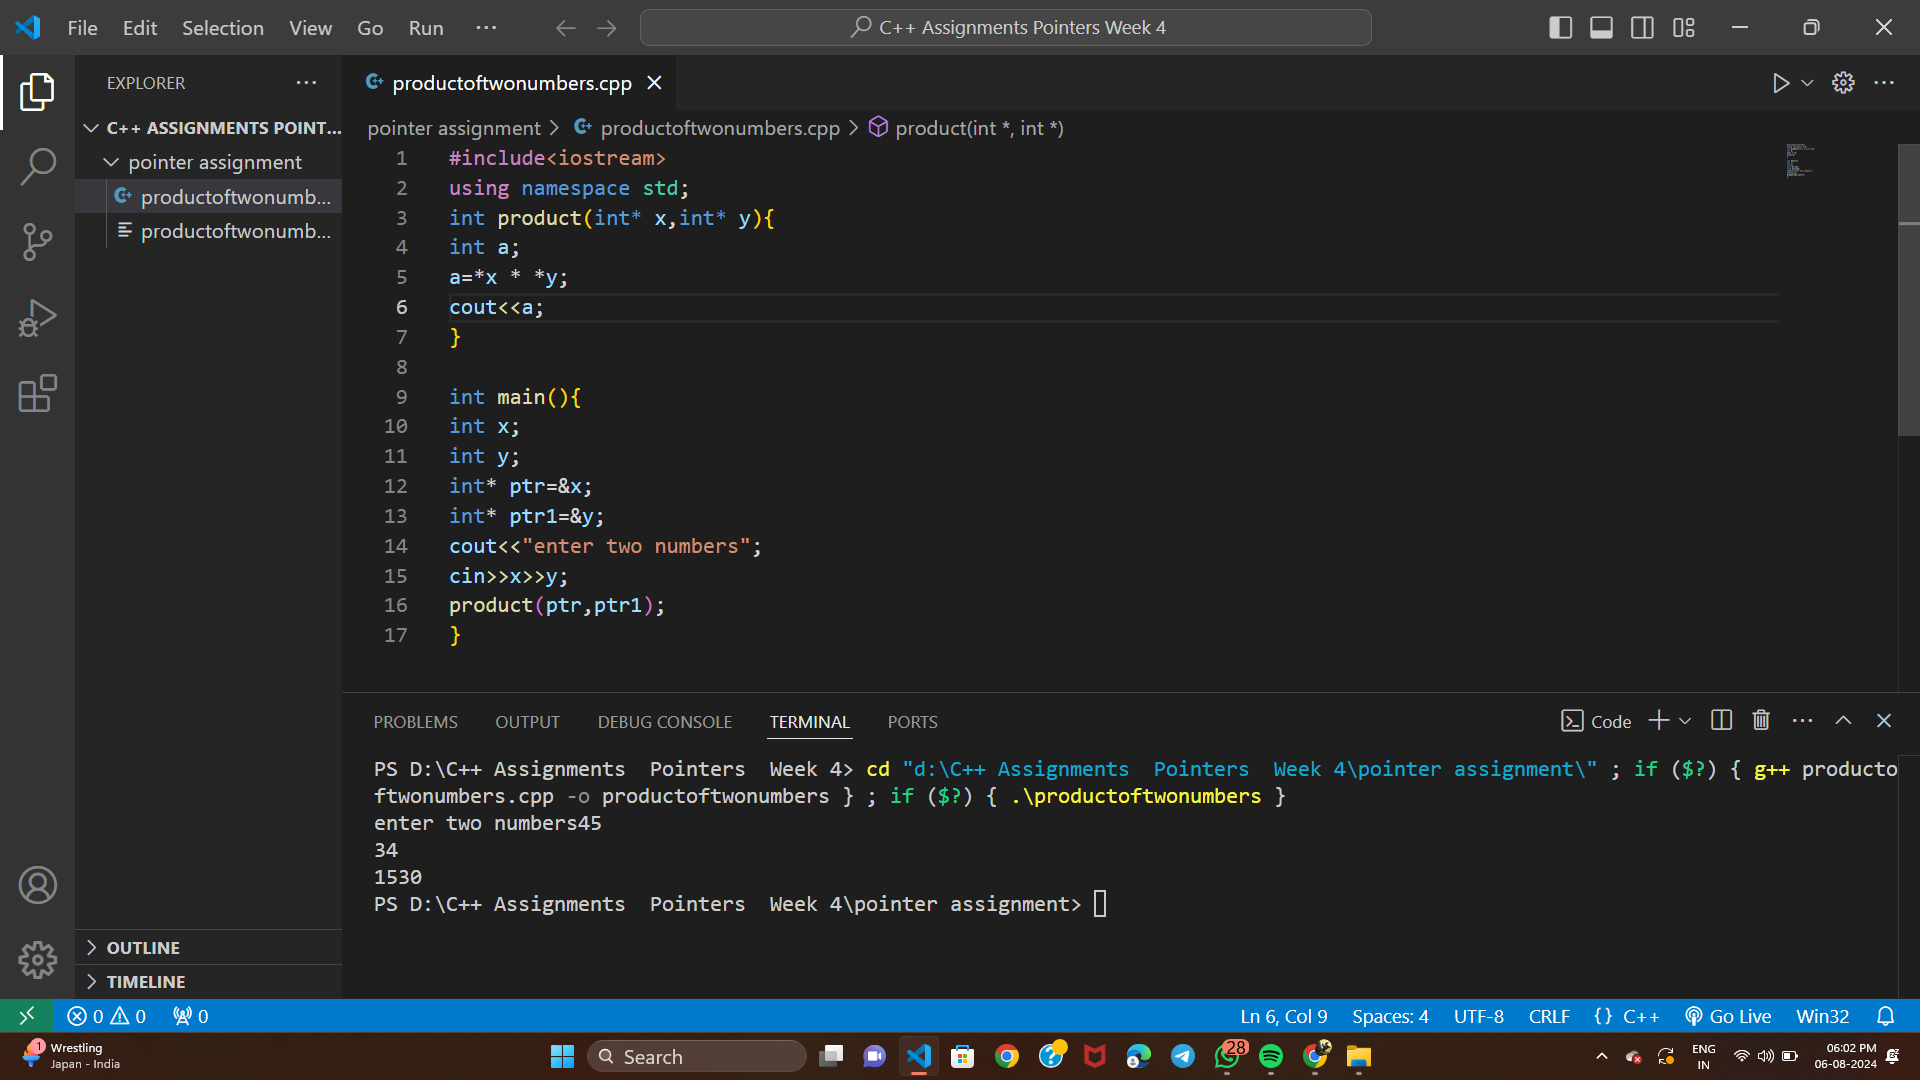 File Edit Selection View Go Run ···
C++ Assignments Pointers Week 4
EXPLORER
C++ ASSIGNMENTS POINT...
pointer assignment
productoftwonumb...
productoftwonumb...
OUTLINE
TIMELINE
productoftwonumbers.cpp
pointer assignment > productoftwonumbers.cpp > product(int *, int *)
1 #include<iostream>
2 using namespace std;
3 int product(int* x,int* y){
4 int a;
5 a=*x * *y;
6 cout<<a;
7 }
8
9 int main(){
10 int x;
11 int y;
12 int* ptr=&x;
13 int* ptr1=&y;
14 cout<<"enter two numbers";
15 cin>>x>>y;
16 product(ptr,ptr1);
17 }
PROBLEMS OUTPUT DEBUG CONSOLE TERMINAL PORTS
Code
PS D:\C++ Assignments  Pointers  Week 4> cd "d:\C++ Assignments  Pointers  Week 4\pointer assignment\" ; if ($?) { g++ producto
ftwonumbers.cpp -o productoftwonumbers } ; if ($?) { .\productoftwonumbers }
enter two numbers45
34
1530
PS D:\C++ Assignments  Pointers  Week 4\pointer assignment>
0 0 0
Ln 6, Col 9 Spaces: 4 UTF-8 CRLF {} C++ Go Live Win32
1
Wrestling
Japan - India
Search
28
ENG
IN
06:02 PM
06-08-2024